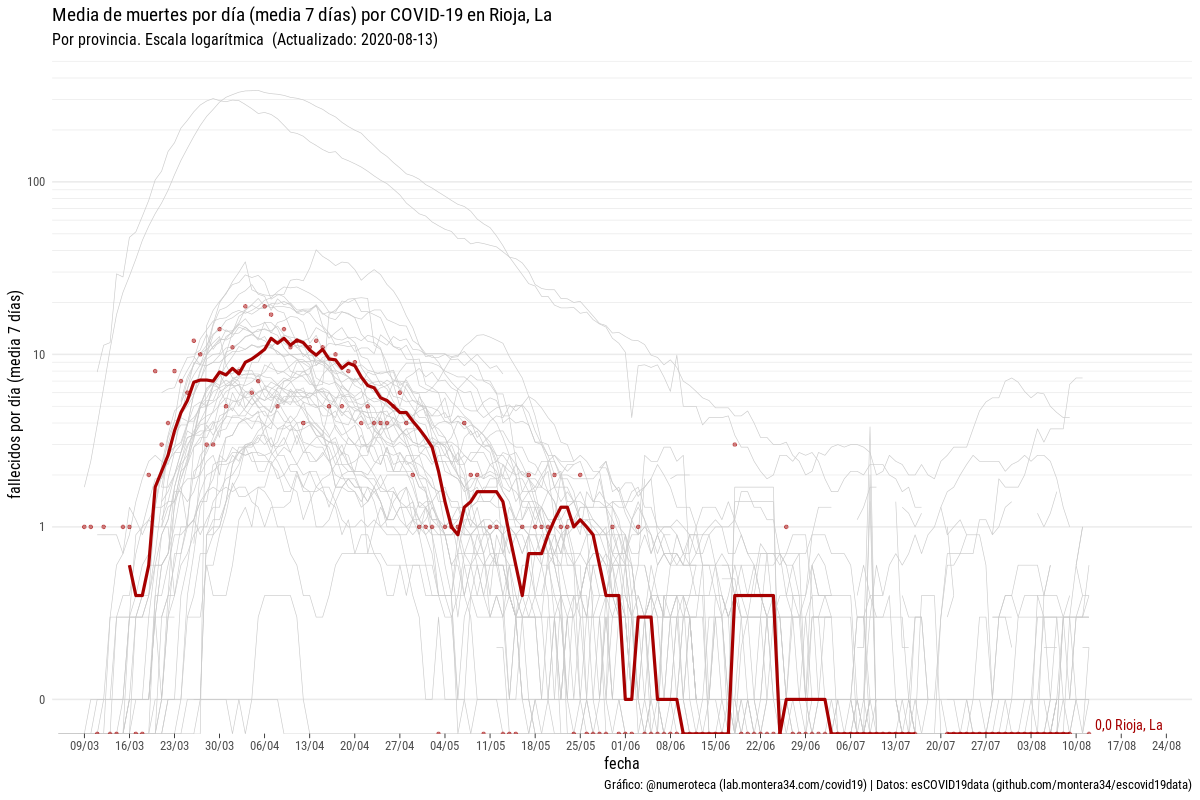 Media de muertes por día (media 7 días) por COVID-19 en Rioja, La
Por provincia. Escala logarítmica  (Actualizado: 2020-08-13)
fallecidos por día (media  7 días)
100
10
1
0
0,0 Rioja, La
09/03 16/03 23/03 30/03 06/04 13/04 20/04 27/04 04/05 11/05 18/05 25/05 01/06 08/06 15/06 22/06 29/06 06/07 13/07 20/07 27/07 03/08 10/08 17/08 24/08
fecha
Gráfico: @numeroteca (lab.montera34.com/covid19) | Datos: esCOVID19data (github.com/montera34/escovid19data)